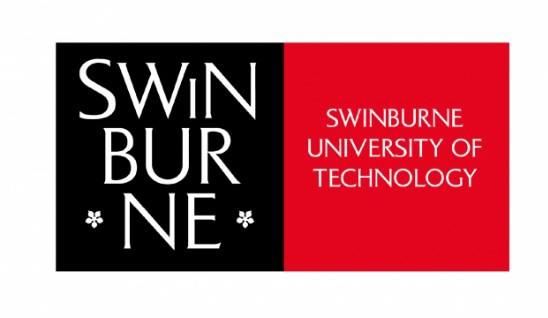 SWiN
BUR
NE
SWINBURNE
UNIVERSITY OF
TECHNOLOGY